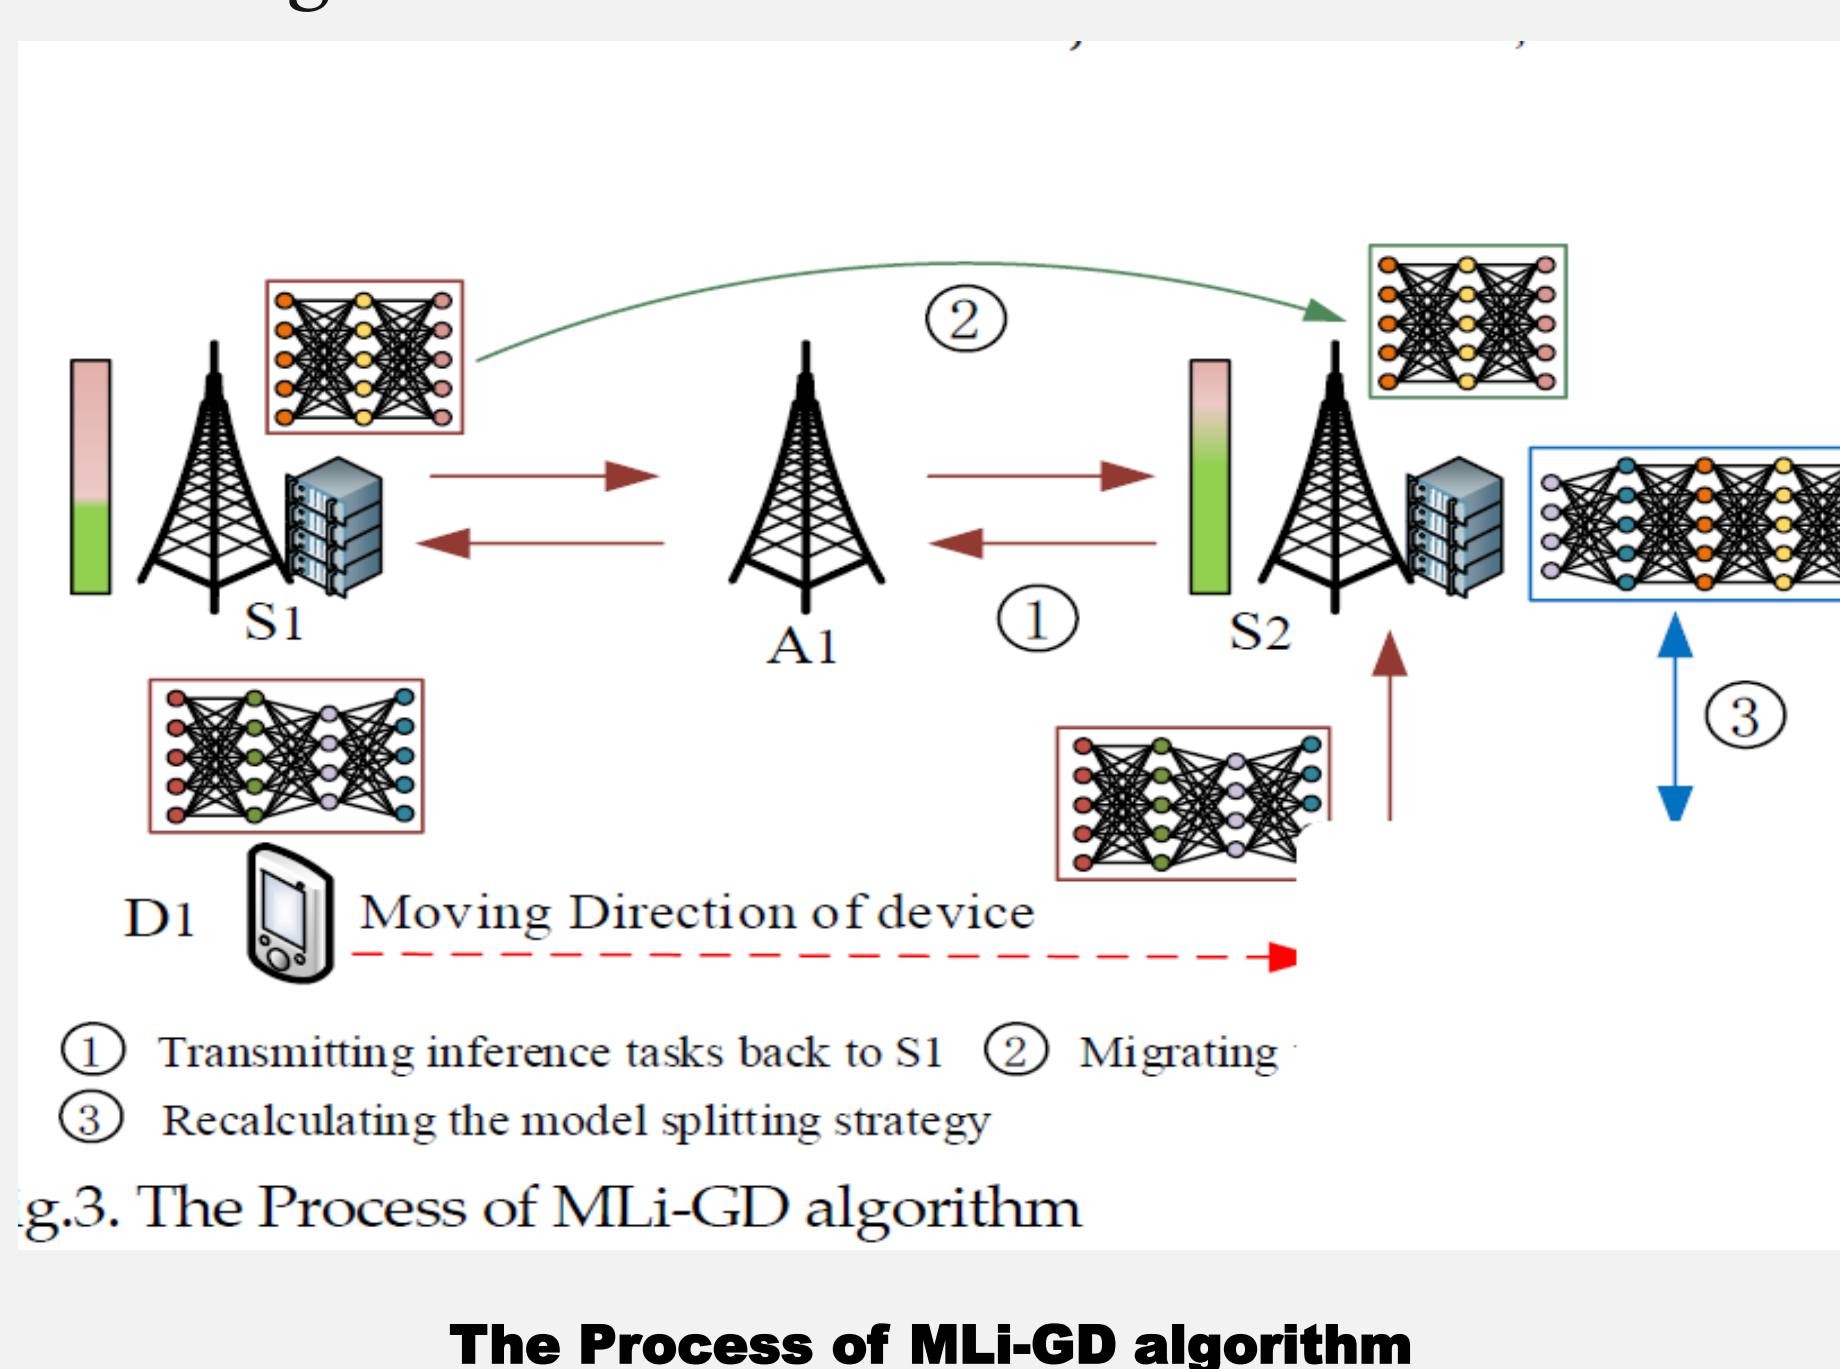 2
1
S1
A1
S2
3
D1
Moving Direction of device
1 Transmitting inference tasks back to S1 2 Migrating
3 Recalculating the model splitting strategy
ig.3. The Process of MLi-GD algorithm
The Process of MLi-GD algorithm